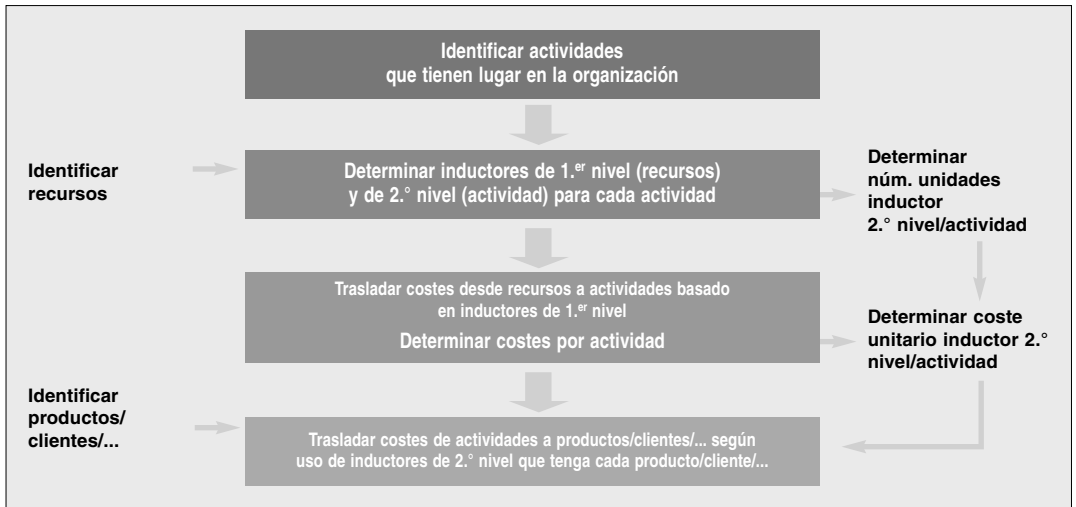 Identificar actividades
que tienen lugar en la organización
Identificar
recursos
Determinar inductores de 1.er nivel (recursos)
y de 2.° nivel (actividad) para cada actividad
Determinar
núm. unidades
inductor
2.° nivel/actividad
Trasladar costes desde recursos a actividades basado
en inductores de 1.er nivel
Determinar costes por actividad
Determinar coste
unitario inductor 2.°
nivel/actividad
Identificar
productos/
clientes/...
Trasladar costes de actividades a productos/clientes/... según
uso de inductores de 2.° nivel que tenga cada producto/cliente/...